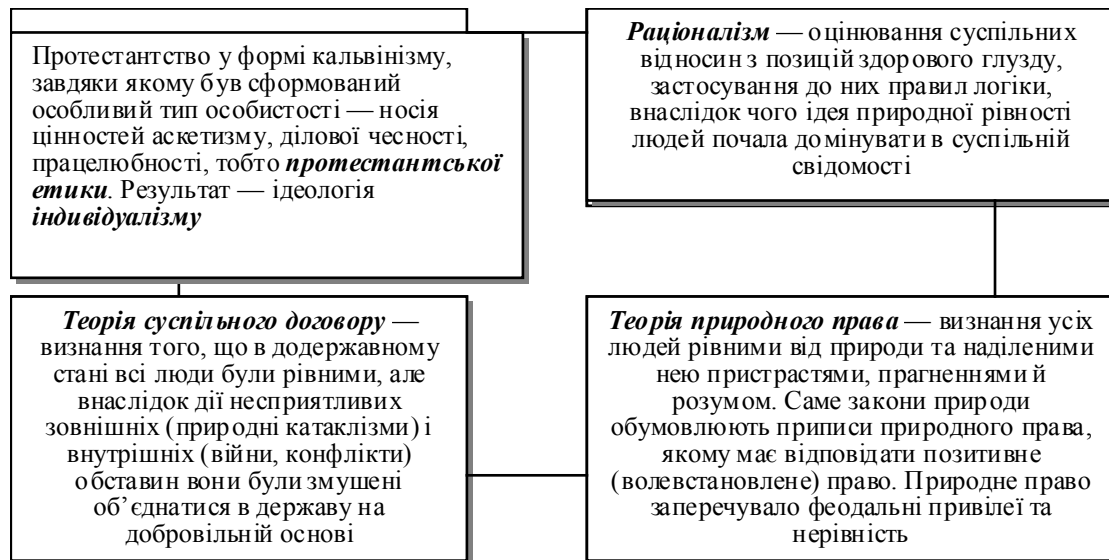 Протестантство у формі кальвінізму,
завдяки якому був сформований
особливий тип особистості — носія
цінностей аскетизму, ділової чесності,
працелюбності, тобто протестантської
етики. Результат — ідеологія
індивідуалізму
Раціоналізм — оцінювання суспільних
відносин з позицій здорового глузду,
застосування до них правил логіки,
внаслідок чого ідея природної рівності
людей почала домінувати в суспільній
свідомості
Теорія суспільного договору —
визнання того, що в додержавному
стані всі люди були рівними, але
внаслідок дії несприятливих
зовнішніх (природні катаклізми) і
внутрішніх (війни, конфлікти)
обставин вони були змушені
об’єднатися в державу на
добровільній основі
Теорія природного права — визнання усіх
людей рівними від природи та наділеними
нею пристрастями, прагненнями й
розумом. Саме закони природи
обумовлюють приписи природного права,
якому має відповідати позитивне
(волевстановлене) право. Природне право
заперечувало феодальні привілеї та
нерівність